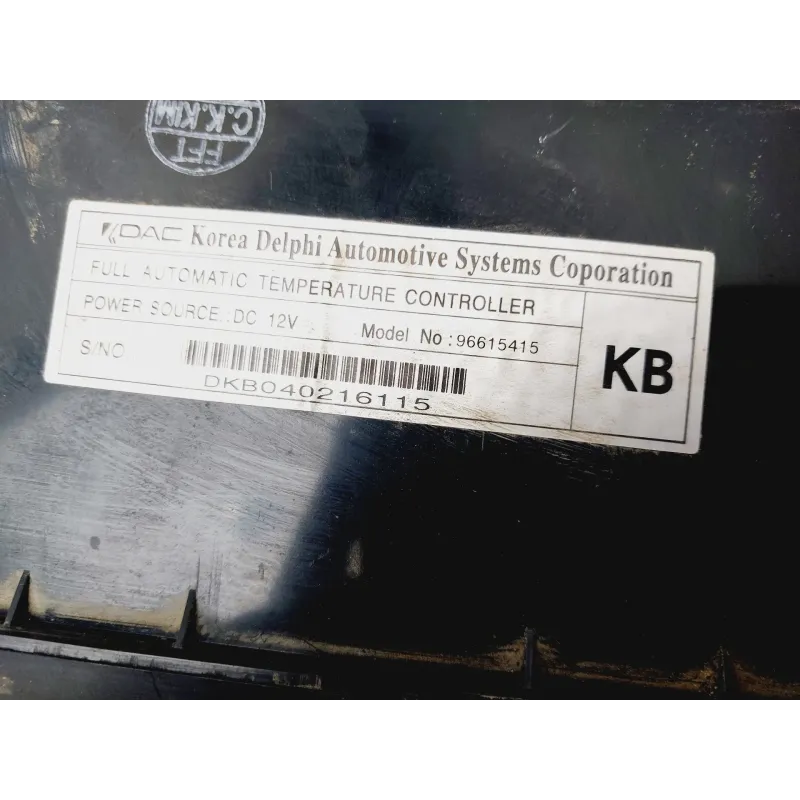 FFT
C.K.KIM
KDAC Korea Delphi Automotive Systems Coporation
FULL AUTOMATIC TEMPERATURE CONTROLLER
POWER SOURCE : DC 12V Model No : 96615415
S/NO
DKB040216115
KB